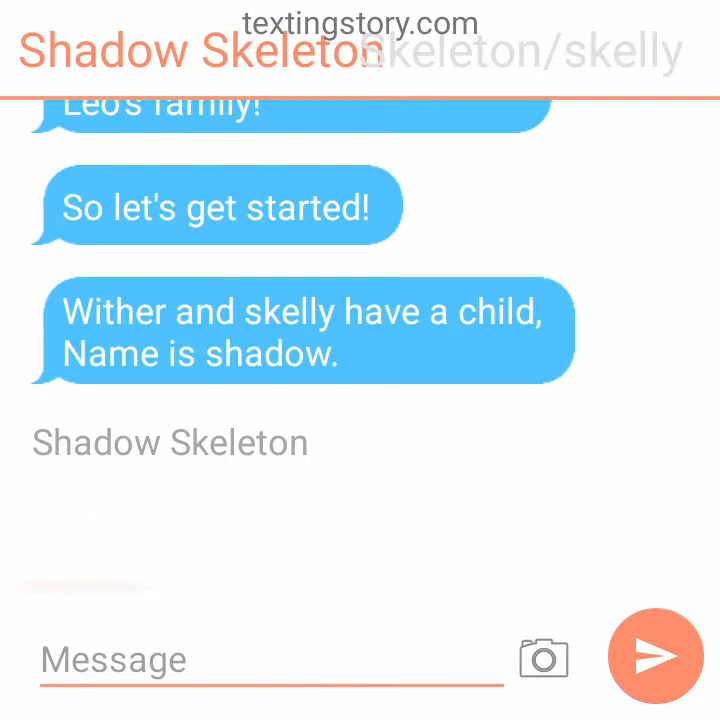 textingstory.com
Shadow Skeleton
Skeleton/skelly
Leo's family!
So let's get started!
Wither and skelly have a child,
Name is shadow.
Shadow Skeleton
Message